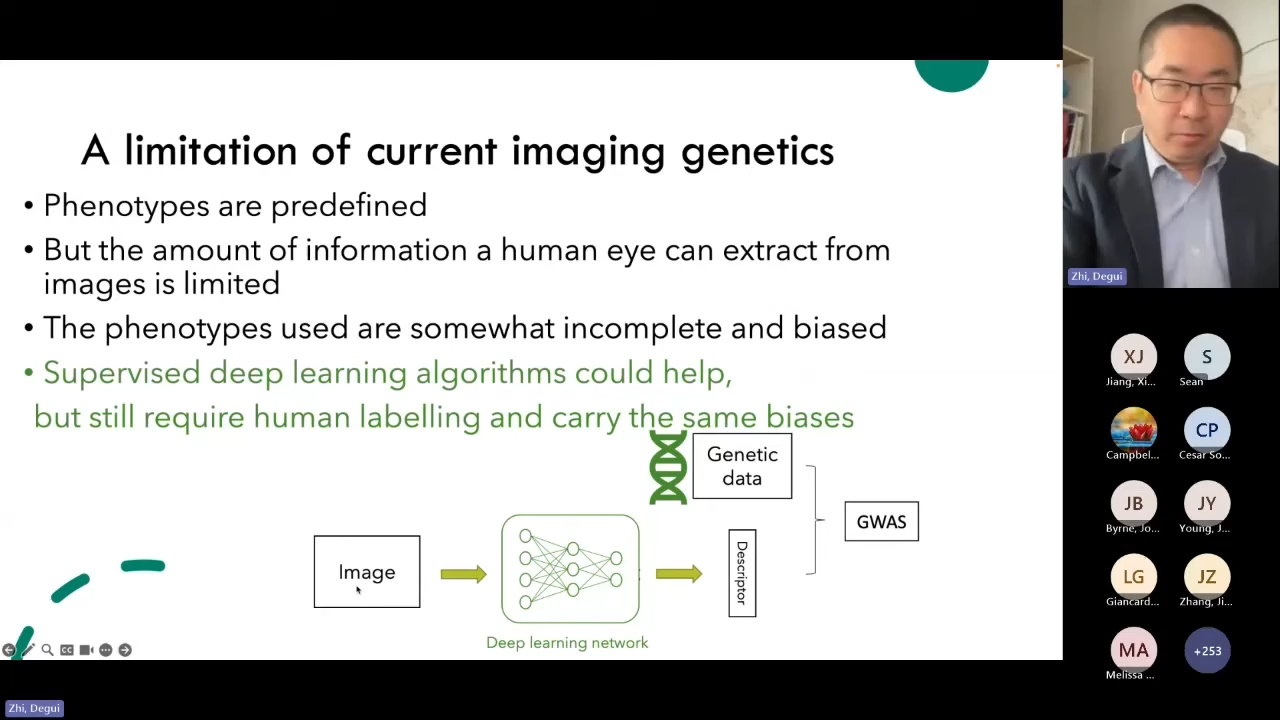 A limitation of current imaging genetics
• Phenotypes are predefined
• But the amount of information a human eye can extract from
images is limited
• The phenotypes used are somewhat incomplete and biased
• Supervised deep learning algorithms could help,
but still require human labelling and carry the same biases
Genetic
data
GWAS
Image
Descriptor
Deep learning network
CC
Zhi, Degui
Zhi, Degui
XJ
Jiang, Xi...
S
Sean
Campbel...
CP
Cesar So...
JB
Byrne, Jo...
JY
Young, J...
LG
Giancard...
JZ
Zhang, Ji...
MA
Melissa ...
+253